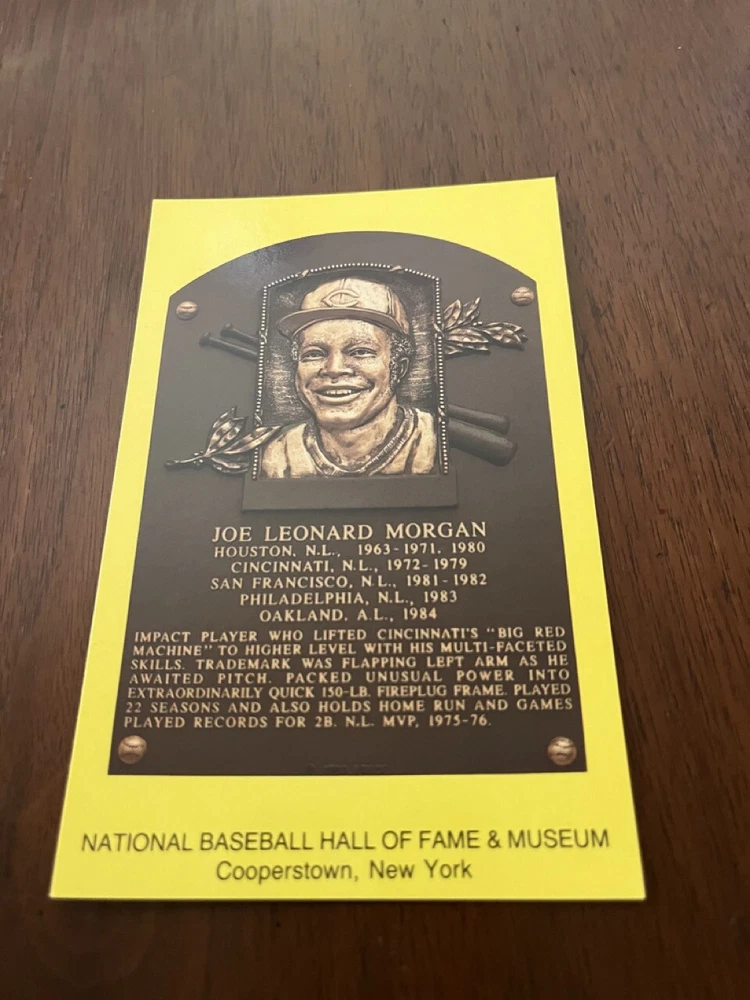 JOE LEONARD MORGAN
HOUSTON, N.L., 1963-1971, 1980
CINCINNATI, N.L., 1972-1979
SAN FRANCISCO, N.L., 1981-1982
PHILADELPHIA, N.L., 1983
OAKLAND, A.L., 1984
IMPACT PLAYER WHO LIFTED CINCINNATI'S "BIG RED
MACHINE" TO HIGHER LEVEL WITH HIS MULTI-FACETED
SKILLS. TRADEMARK WAS FLAPPING LEFT ARM AS HE
AWAITED PITCH. PACKED UNUSUAL POWER INTO
EXTRAORDINARILY QUICK 150-LB. FIREPLUG FRAME. PLAYED
22 SEASONS AND ALSO HOLDS HOME RUN AND GAMES
PLAYED RECORDS FOR 2B. N.L. MVP, 1975-76.
NATIONAL BASEBALL HALL OF FAME & MUSEUM
Cooperstown, New York